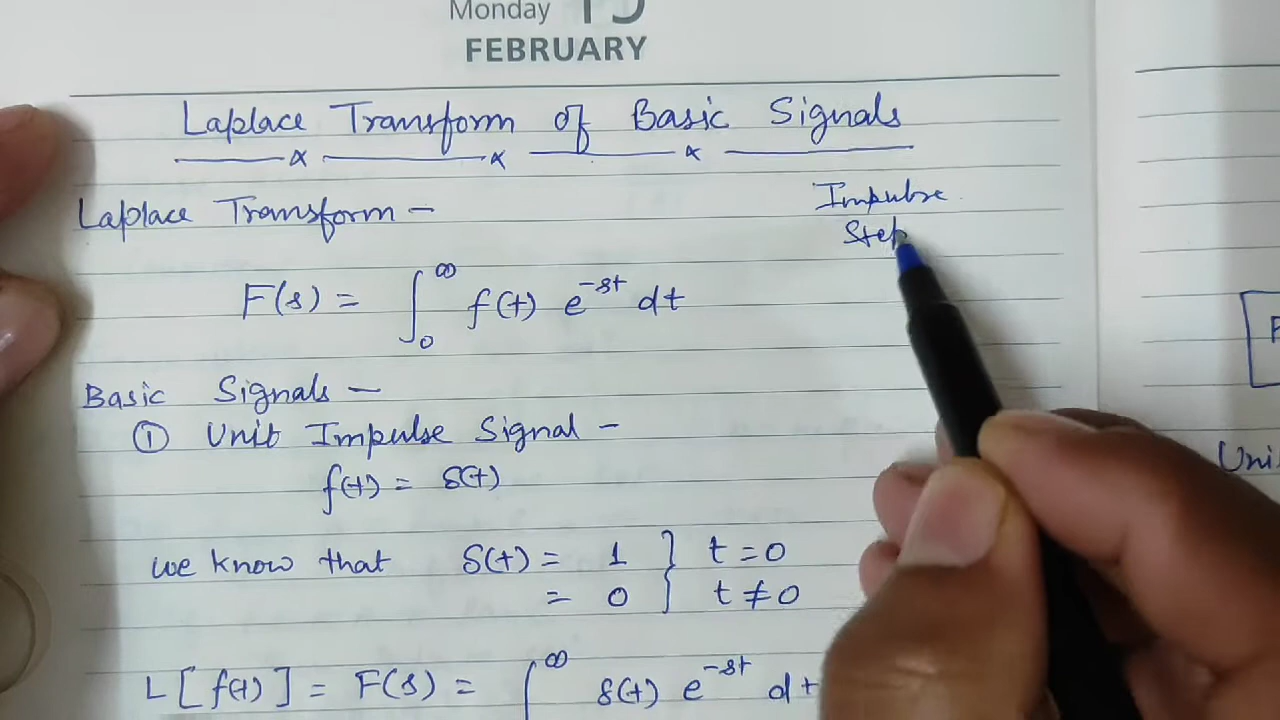 Monday 15
FEBRUARY
Laplace Transform of Basic Signals
Laplace Transform -
Impulse
Step
F(s) = ∫₀^∞ f(t) e^-st dt
Basic Signals -
① Unit Impulse Signal -
f(t) = δ(t)
we know that δ(t) = 1 } t = 0
= 0 } t ≠ 0
L[f(t)] = F(s) = ∫^∞ δ(t) e^-st dt